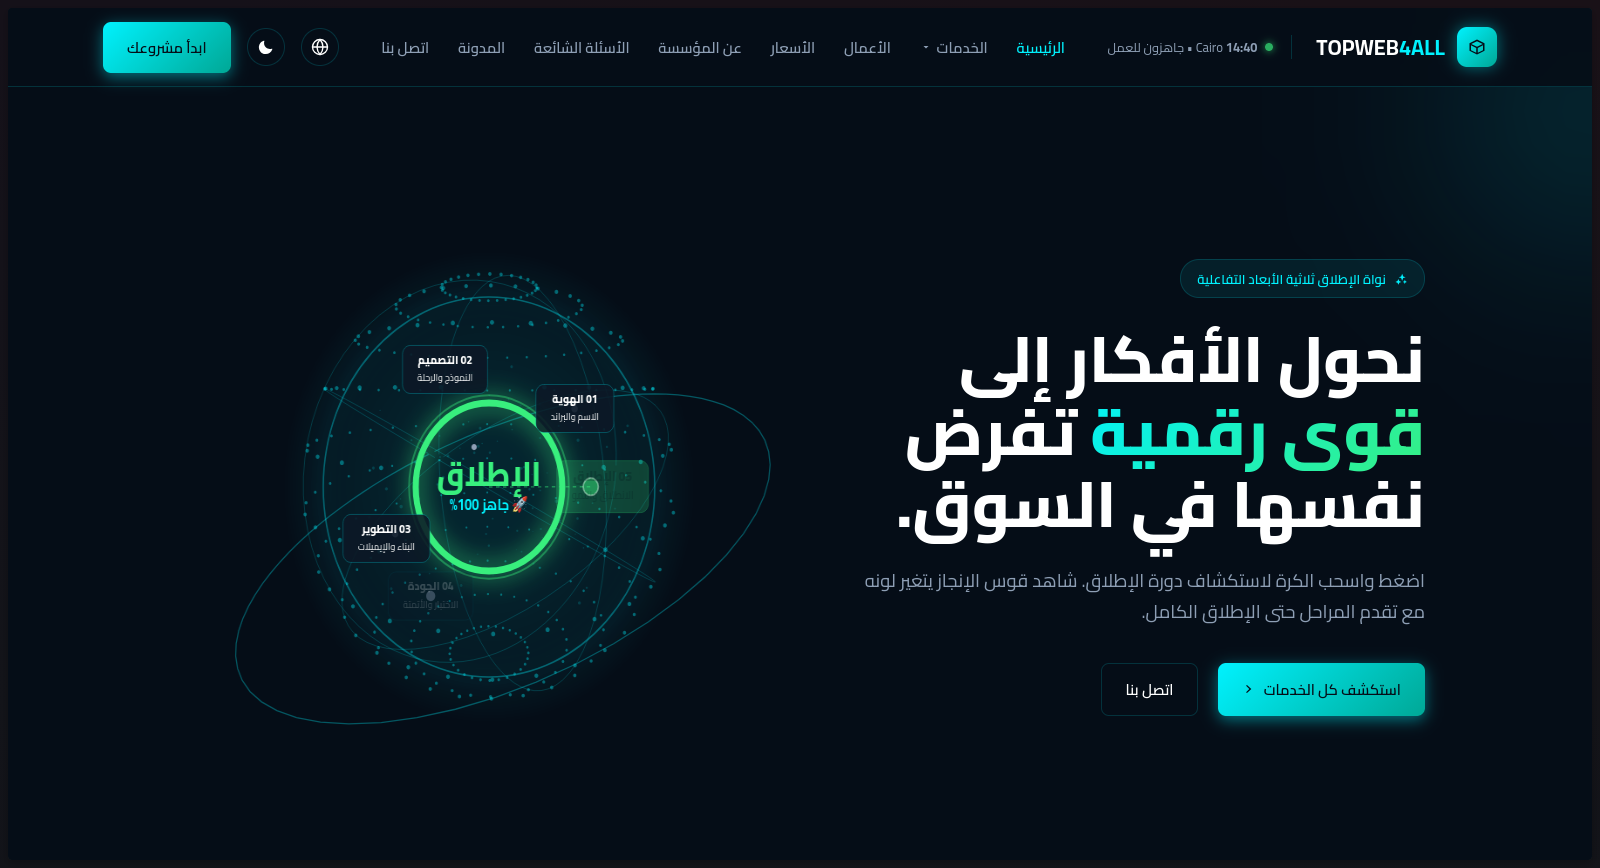 TOPWEB4ALL
14:40 Cairo • جاهزون للعمل
الرئيسية
الخدمات
الأعمال
الأسعار
عن المؤسسة
الأسئلة الشائعة
المدونة
اتصل بنا
ابدأ مشروعك
نواة الإطلاق ثلاثية الأبعاد التفاعلية
نحول الأفكار إلى
قوى رقمية تفرض
نفسها في السوق.
اضغط واسحب الكرة لاستكشاف دورة الإطلاق. شاهد قوس الإنجاز يتغير لونه
مع تقدم المراحل حتى الإطلاق الكامل.
استكشف كل الخدمات
اتصل بنا
02 التصميم
النموذج والرحلة
01 الهوية
الاسم والبراند
الإطلاق
🚀 جاهز 100%
03 التطوير
البناء والإيميلات
04 الجودة
الاختبار والأتمتة